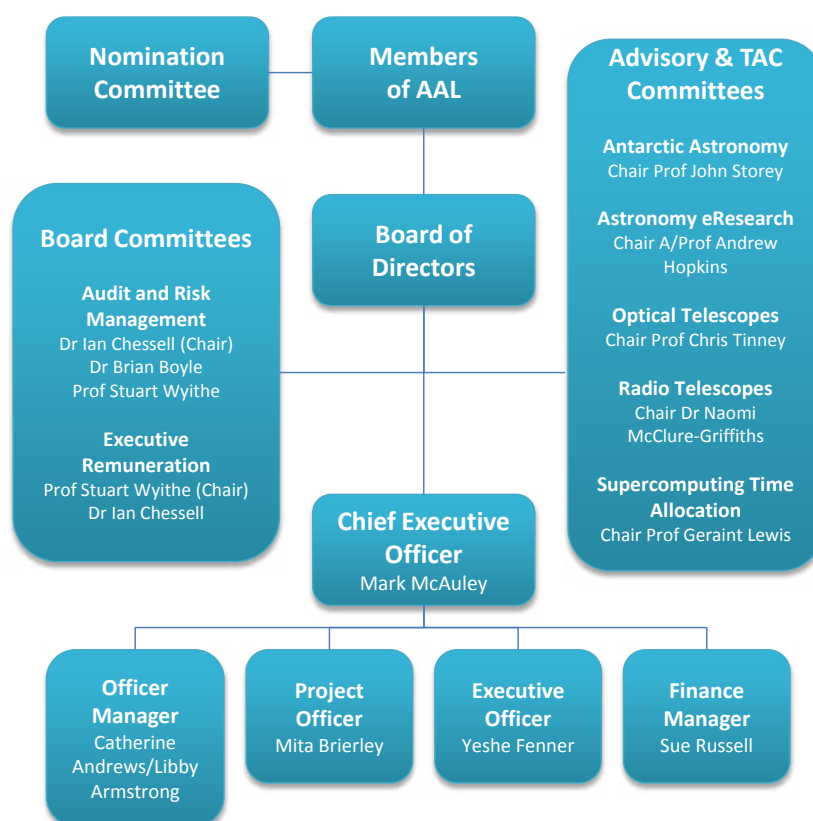 Nomination
Committee
Members
of AAL
Advisory & TAC
Committees
Antarctic Astronomy
Chair Prof John Storey
Astronomy eResearch
Chair A/Prof Andrew
Hopkins
Optical Telescopes
Chair Prof Chris Tinney
Radio Telescopes
Chair Dr Naomi
McClure-Griffiths
Supercomputing Time
Allocation
Chair Prof Geraint Lewis
Board Committees
Audit and Risk
Management
Dr Ian Chessell (Chair)
Dr Brian Boyle
Prof Stuart Wyithe
Executive
Remuneration
Prof Stuart Wyithe (Chair)
Dr Ian Chessell
Board of
Directors
Chief Executive
Officer
Mark McAuley
Officer
Manager
Catherine
Andrews/Libby
Armstrong
Project
Officer
Mita Brierley
Executive
Officer
Yeshe Fenner
Finance
Manager
Sue Russell